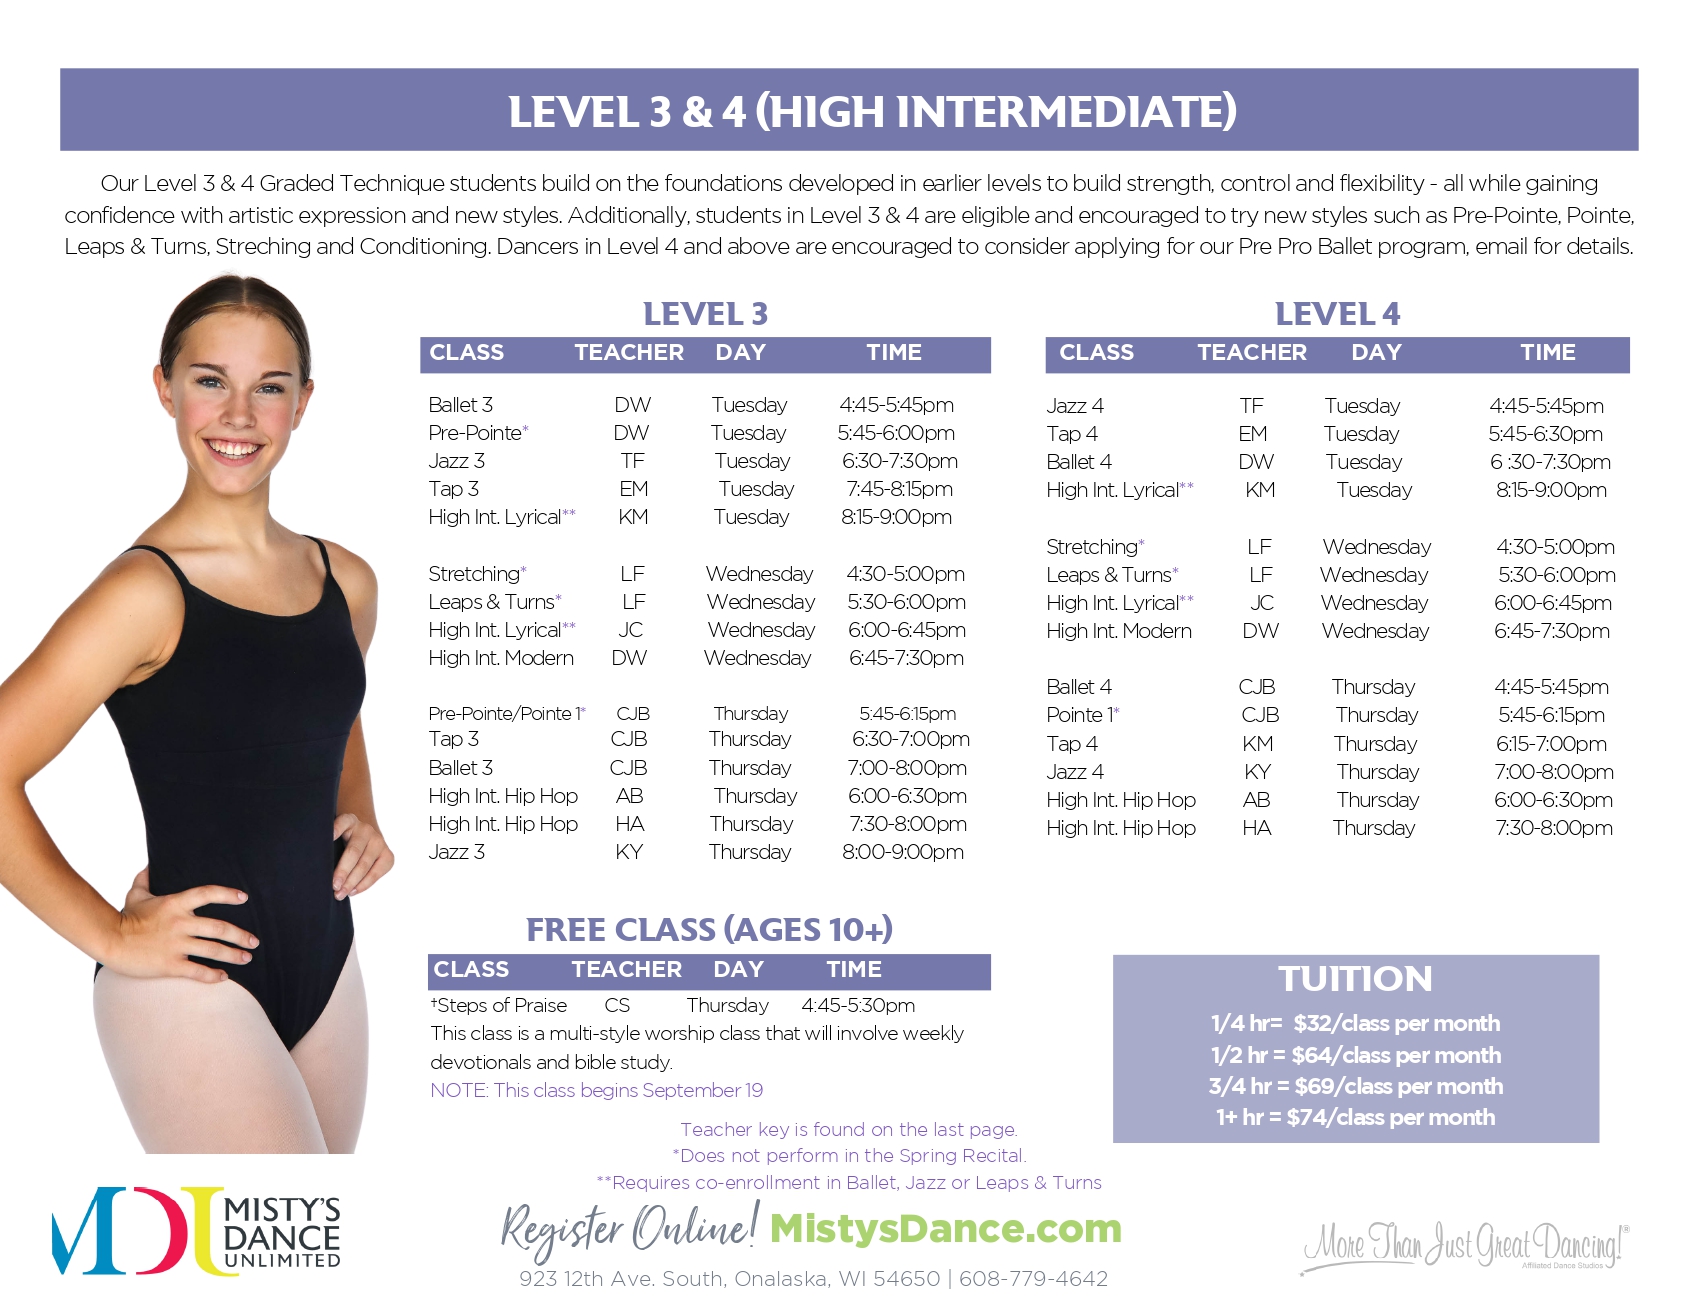 LEVEL 3 & 4 (HIGH INTERMEDIATE)
Our Level 3 & 4 Graded Technique students build on the foundations developed in earlier levels to build strength, control and flexibility - all while gaining
confidence with artistic expression and new styles. Additionally, students in Level 3 & 4 are eligible and encouraged to try new styles such as Pre-Pointe, Pointe,
Leaps & Turns, Streching and Conditioning. Dancers in Level 4 and above are encouraged to consider applying for our Pre Pro Ballet program, email for details.
LEVEL 3
CLASS TEACHER DAY TIME
Ballet 3 DW Tuesday 4:45-5:45pm
Pre-Pointe* DW Tuesday 5:45-6:00pm
Jazz 3 TF Tuesday 6:30-7:30pm
Tap 3 EM Tuesday 7:45-8:15pm
High Int. Lyrical** KM Tuesday 8:15-9:00pm
Stretching* LF Wednesday 4:30-5:00pm
Leaps & Turns* LF Wednesday 5:30-6:00pm
High Int. Lyrical** JC Wednesday 6:00-6:45pm
High Int. Modern DW Wednesday 6:45-7:30pm
Pre-Pointe/Pointe 1* CJB Thursday 5:45-6:15pm
Tap 3 CJB Thursday 6:30-7:00pm
Ballet 3 CJB Thursday 7:00-8:00pm
High Int. Hip Hop AB Thursday 6:00-6:30pm
High Int. Hip Hop HA Thursday 7:30-8:00pm
Jazz 3 KY Thursday 8:00-9:00pm
LEVEL 4
CLASS TEACHER DAY TIME
Jazz 4 TF Tuesday 4:45-5:45pm
Tap 4 EM Tuesday 5:45-6:30pm
Ballet 4 DW Tuesday 6 :30-7:30pm
High Int. Lyrical** KM Tuesday 8:15-9:00pm
Stretching* LF Wednesday 4:30-5:00pm
Leaps & Turns* LF Wednesday 5:30-6:00pm
High Int. Lyrical** JC Wednesday 6:00-6:45pm
High Int. Modern DW Wednesday 6:45-7:30pm
Ballet 4 CJB Thursday 4:45-5:45pm
Pointe 1* CJB Thursday 5:45-6:15pm
Tap 4 KM Thursday 6:15-7:00pm
Jazz 4 KY Thursday 7:00-8:00pm
High Int. Hip Hop AB Thursday 6:00-6:30pm
High Int. Hip Hop HA Thursday 7:30-8:00pm
FREE CLASS (AGES 10+)
CLASS TEACHER DAY TIME
†Steps of Praise CS Thursday 4:45-5:30pm
This class is a multi-style worship class that will involve weekly
devotionals and bible study.
NOTE: This class begins September 19
TUITION
1/4 hr= $32/class per month
1/2 hr = $64/class per month
3/4 hr = $69/class per month
1+ hr = $74/class per month
Teacher key is found on the last page.
*Does not perform in the Spring Recital.
**Requires co-enrollment in Ballet, Jazz or Leaps & Turns
MDU
MISTY'S
DANCE
UNLIMITED
Register Online! MistysDance.com
923 12th Ave. South, Onalaska, WI 54650 | 608-779-4642
More Than Just Great Dancing!®
Affiliated Dance Studios